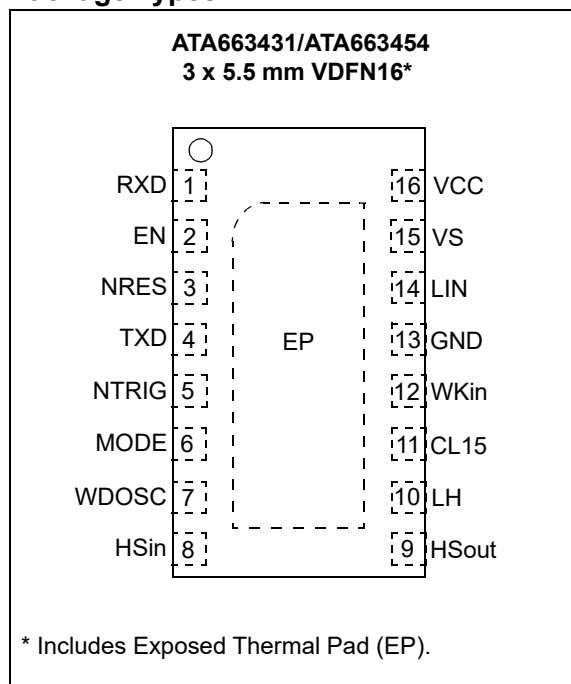 ATA663431/ATA663454
3 x 5.5 mm VDFN16*
RXD 1 16 VCC
EN 2 15 VS
NRES 3 14 LIN
TXD 4 EP 13 GND
NTRIG 5 12 WKin
MODE 6 11 CL15
WDOSC 7 10 LH
HSin 8 9 HSout
* Includes Exposed Thermal Pad (EP).